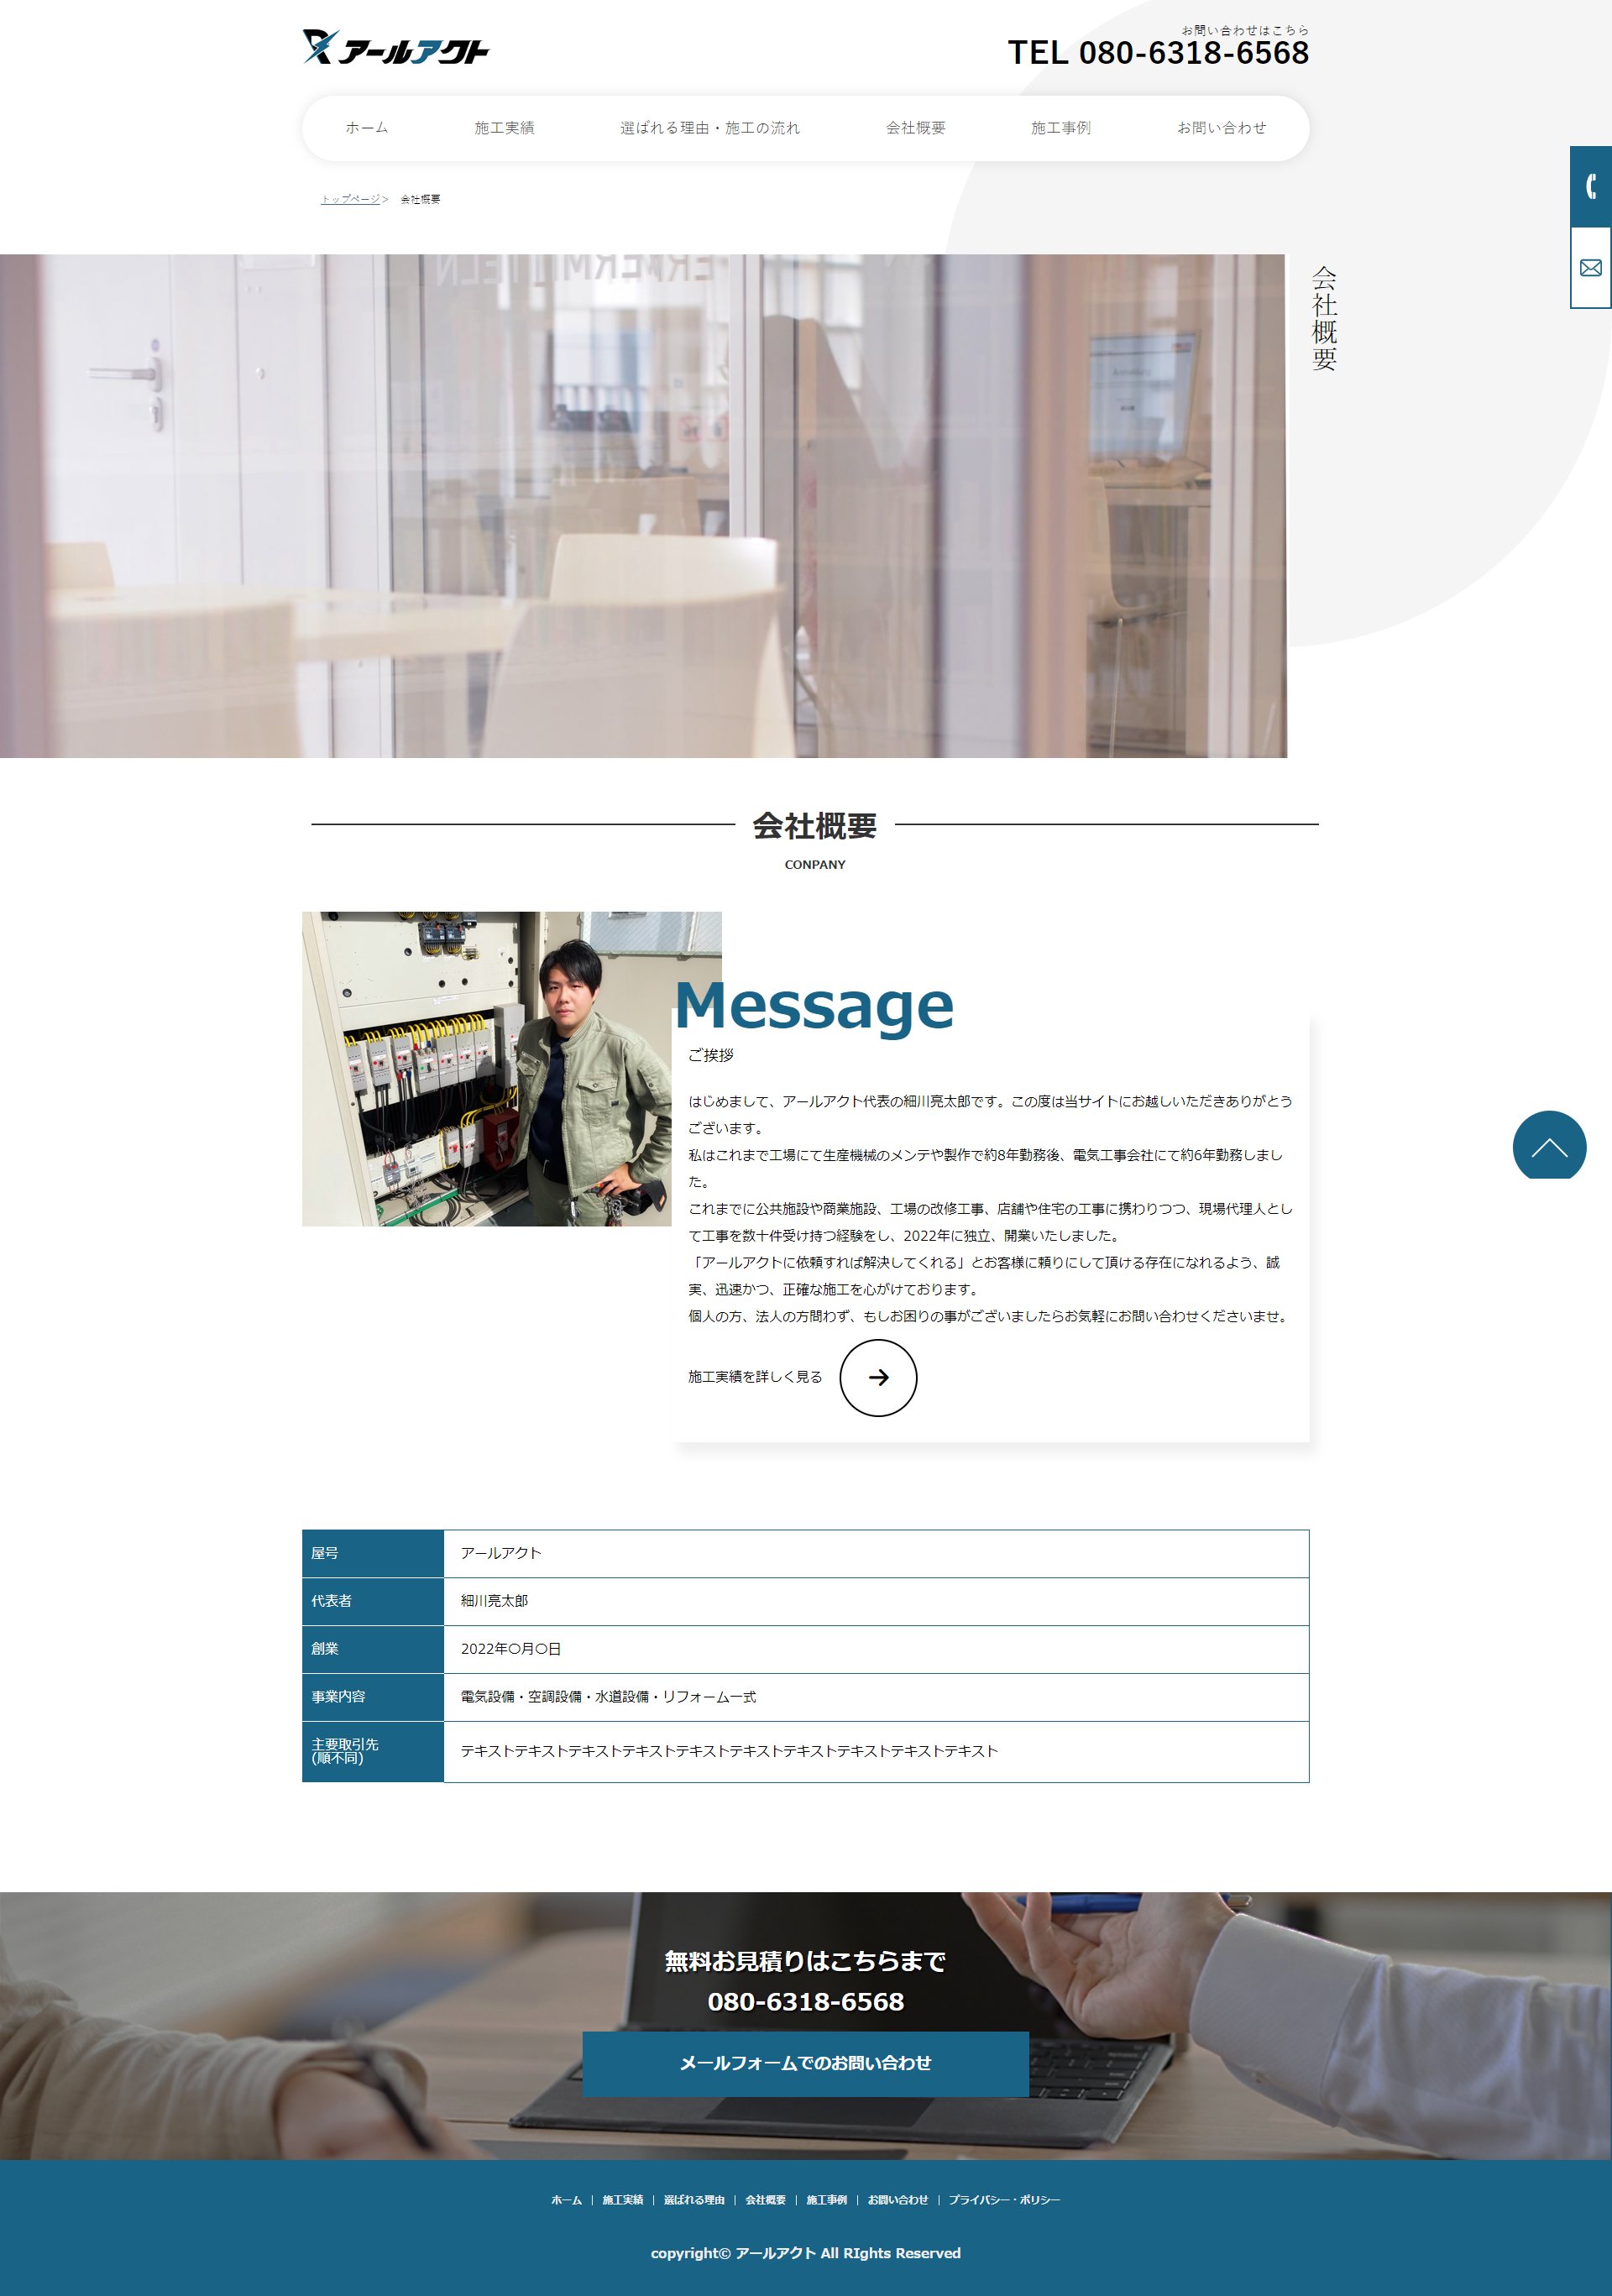 アールアクト
お問い合わせはこちら
TEL 080-6318-6568
ホーム
施工実績
選ばれる理由・施工の流れ
会社概要
施工事例
お問い合わせ
トップページ > 会社概要
会社概要
会社概要
CONPANY
Message
ご挨拶
はじめまして、アールアクト代表の細川亮太郎です。この度は当サイトにお越しいただきありがとう
ございます。
私はこれまで工場にて生産機械のメンテや製作で約8年勤務後、電気工事会社にて約6年勤務しまし
た。
これまでに公共施設や商業施設、工場の改修工事、店舗や住宅の工事に携わりつつ、現場代理人とし
て工事を数十件受け持つ経験をし、2022年に独立、開業いたしました。
「アールアクトに依頼すれば解決してくれる」とお客様に頼りにして頂ける存在になれるよう、誠
実、迅速かつ、正確な施工を心がけております。
個人の方、法人の方問わず、もしお困りの事がございましたらお気軽にお問い合わせくださいませ。
施工実績を詳しく見る
屋号 アールアクト
代表者 細川亮太郎
創業 2022年〇月〇日
事業内容 電気設備・空調設備・水道設備・リフォーム一式
主要取引先
(順不同)
テキストテキストテキストテキストテキストテキストテキストテキストテキストテキスト
無料お見積りはこちらまで
080-6318-6568
メールフォームでのお問い合わせ
ホーム | 施工実績 | 選ばれる理由 | 会社概要 | 施工事例 | お問い合わせ | プライバシー・ポリシー
copyright© アールアクト All RIghts Reserved